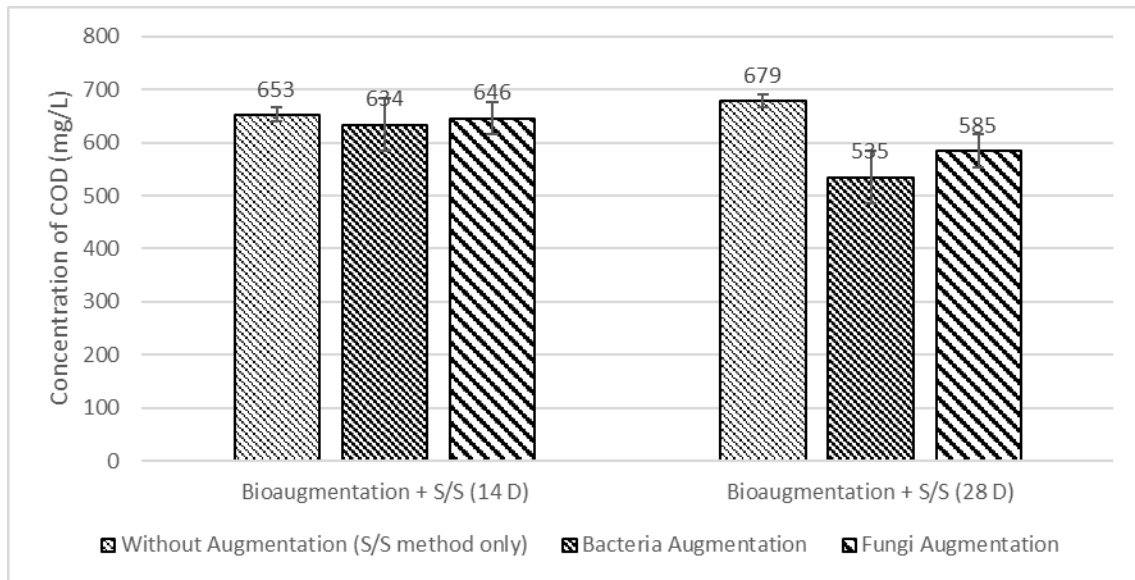 Concentration of COD (mg/L)
800
700
600
500
400
300
200
100
0
653
634
646
679
535
585
Bioaugmentation + S/S (14 D)
Bioaugmentation + S/S (28 D)
Without Augmentation (S/S method only)
Bacteria Augmentation
Fungi Augmentation